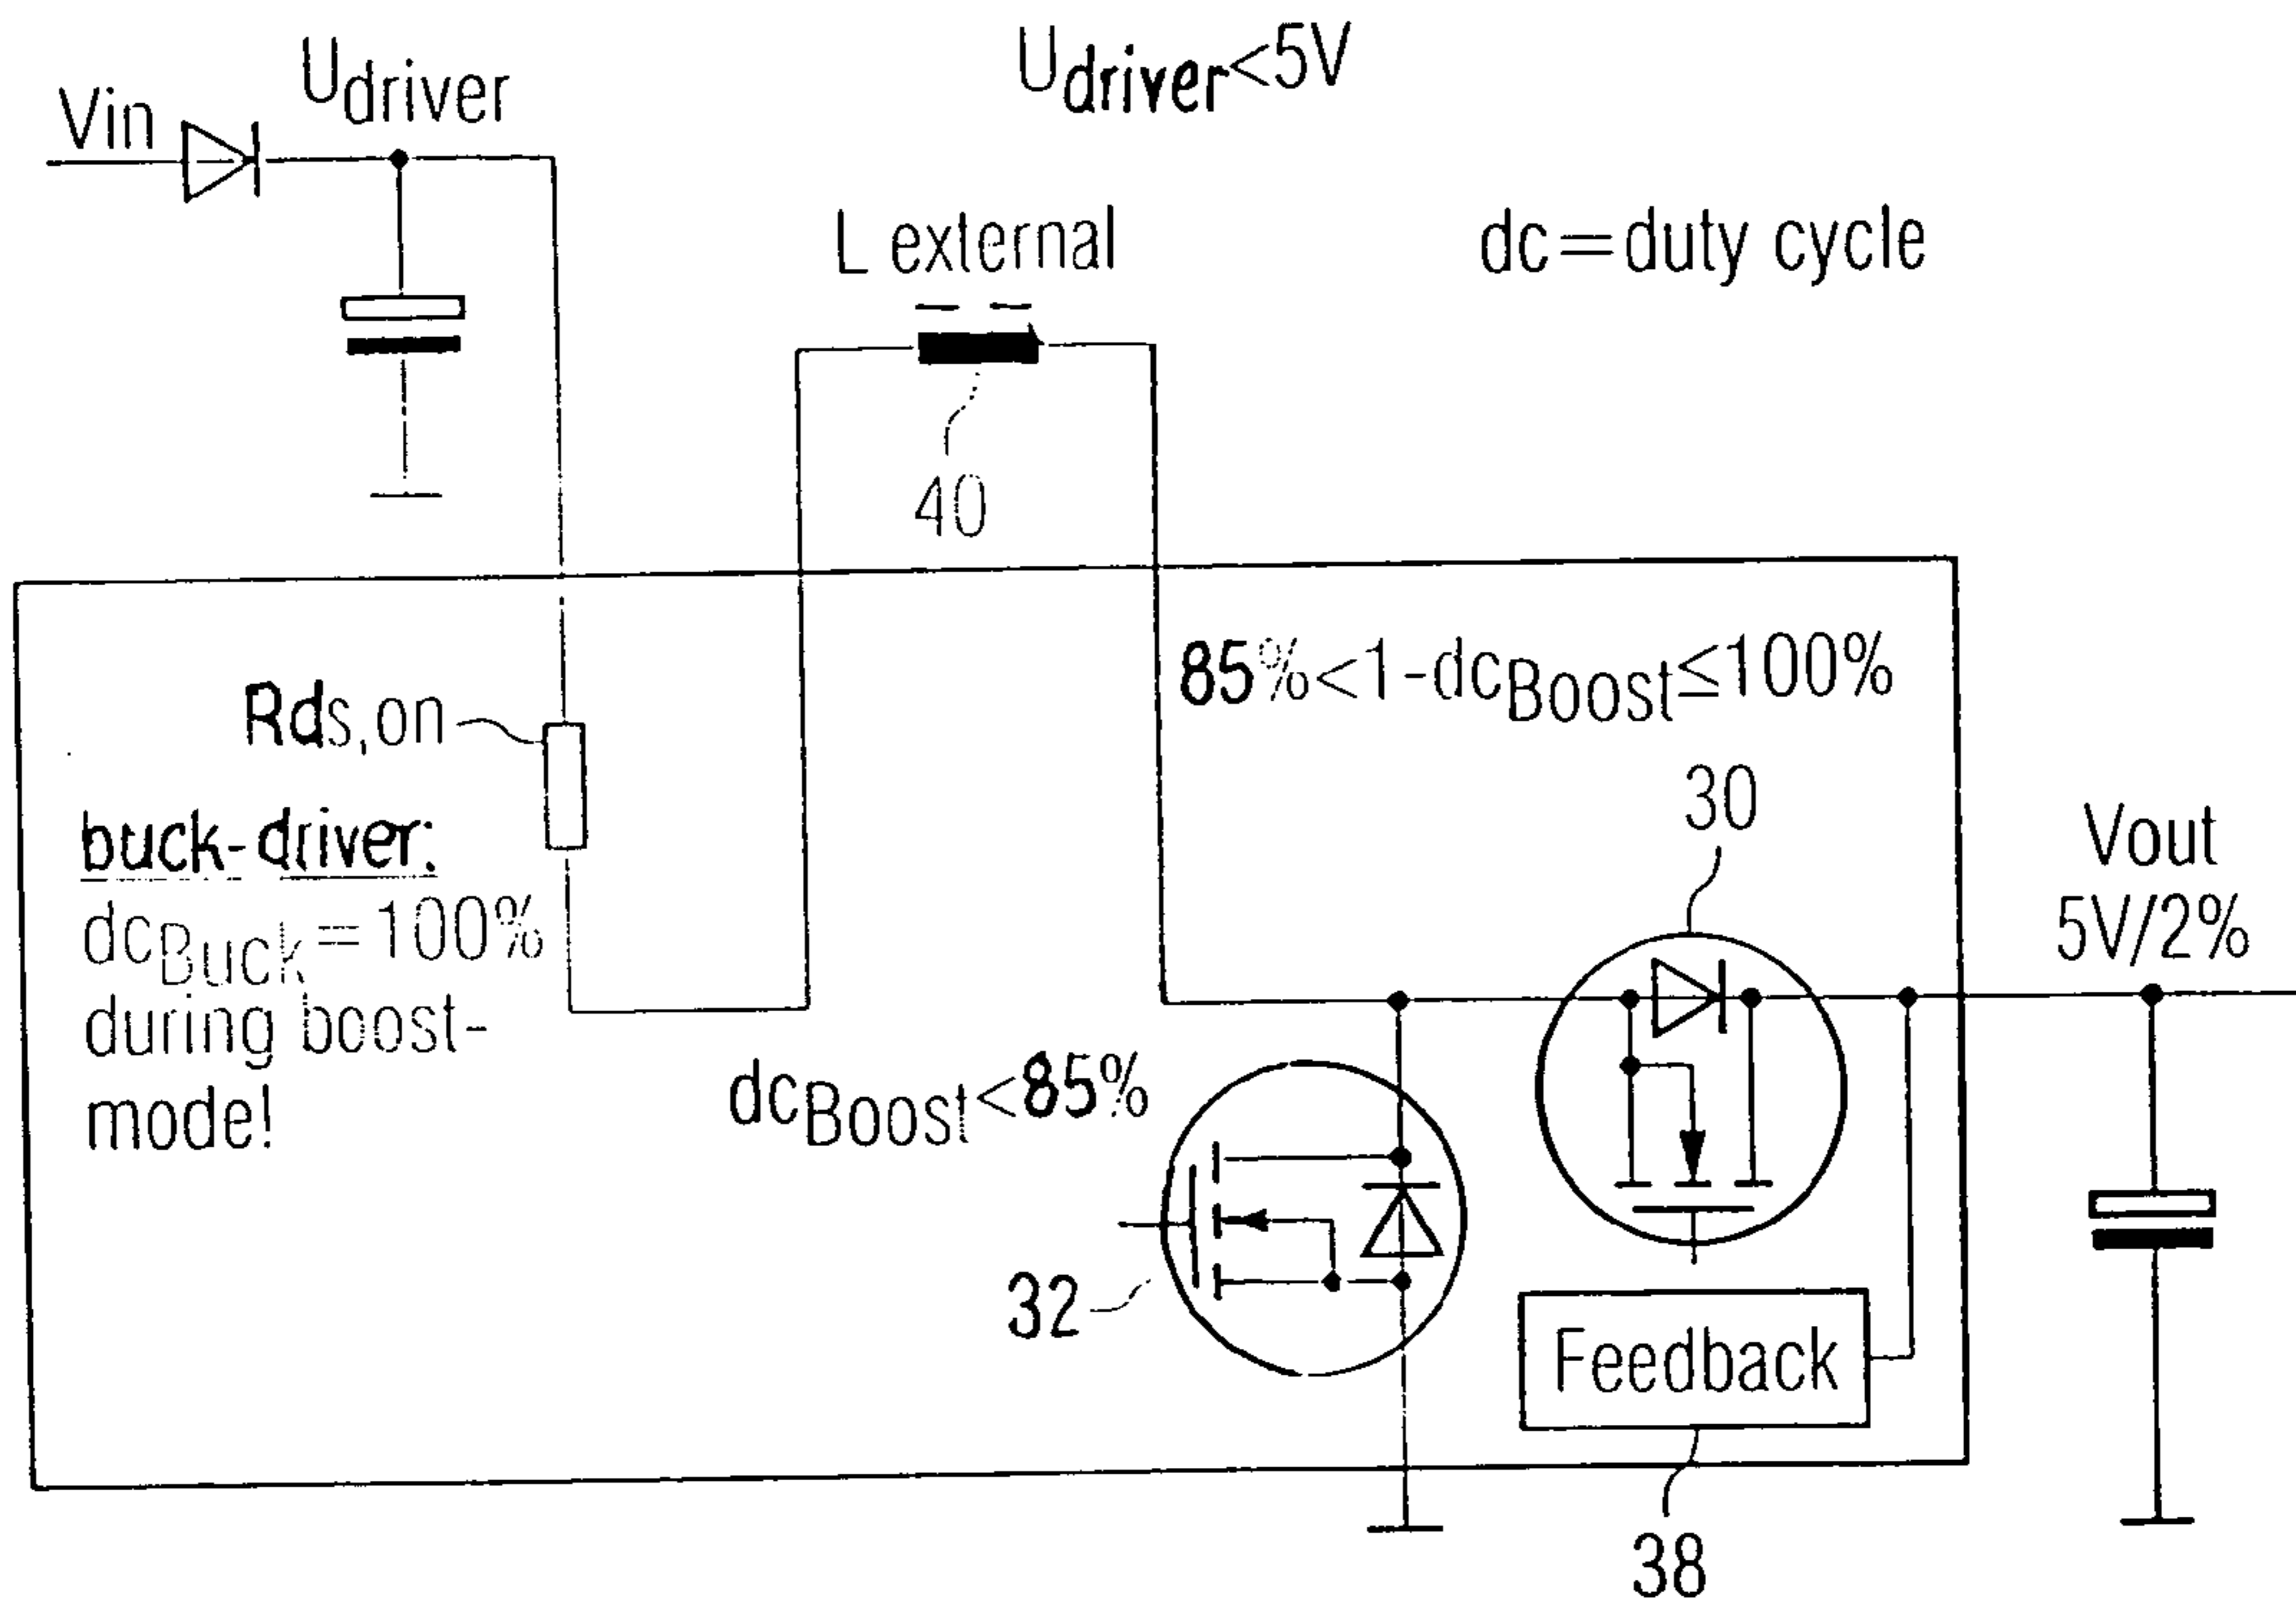 Vin
Udriver
Udriver<5V
L external
dc=duty cycle
40
85%<1-dcBoost≤100%
Rds,on
30
buck-driver:
dcBuck=100%
during boost-
mode!
Vout
5V/2%
dcBoost<85%
32
Feedback
38